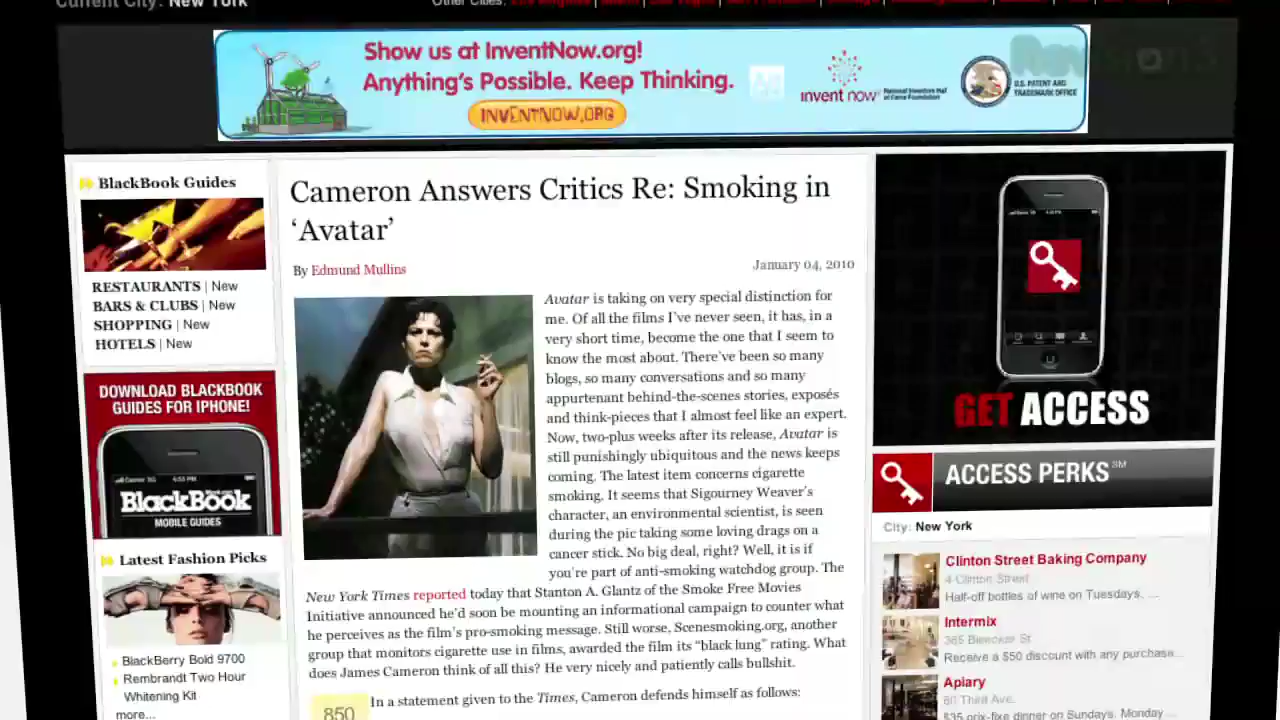 Current City: New York
Other Cities:
Show us at InventNow.org!
Anything's Possible. Keep Thinking.
INVENTNOW.ORG
invent now
National Inventors Hall of Fame Foundation
U.S. PATENT AND
TRADEMARK OFFICE
BlackBook Guides
RESTAURANTS | New
BARS & CLUBS | New
SHOPPING | New
HOTELS | New
DOWNLOAD BLACKBOOK
GUIDES FOR IPHONE!
BLACKBOOK
MOBILE GUIDES
Latest Fashion Picks
BlackBerry Bold 9700
Rembrandt Two Hour
Whitening Kit
more...
Cameron Answers Critics Re: Smoking in
‘Avatar’
By Edmund Mullins
January 04, 2010
Avatar is taking on very special distinction for
me. Of all the films I’ve never seen, it has, in a
very short time, become the one that I seem to
know the most about. There’ve been so many
blogs, so many conversations and so many
appurtenant behind-the-scenes stories, exposés
and think-pieces that I almost feel like an expert.
Now, two-plus weeks after its release, Avatar is
still punishingly ubiquitous and the news keeps
coming. The latest item concerns cigarette
smoking. It seems that Sigourney Weaver’s
character, an environmental scientist, is seen
during the pic taking some loving drags on a
cancer stick. No big deal, right? Well, it is if
you’re part of anti-smoking watchdog group. The
New York Times reported today that Stanton A. Glantz of the Smoke Free Movies
Initiative announced he’d soon be mounting an informational campaign to counter what
he perceives as the film’s pro-smoking message. Still worse, Scenesmoking.org, another
group that monitors cigarette use in films, awarded the film its “black lung” rating. What
does James Cameron think of all this? He very nicely and patiently calls bullshit.
850
In a statement given to the Times, Cameron defends himself as follows:
GET ACCESS
ACCESS PERKS SM
City: New York
Clinton Street Baking Company
4 Clinton Street
Half-off bottles of wine on Tuesdays. ...
Intermix
365 Bleecker St
Receive a $50 discount with any purchase...
Apiary
60 Third Ave.
$35 prix-fixe dinner on Sundays. Monday ...